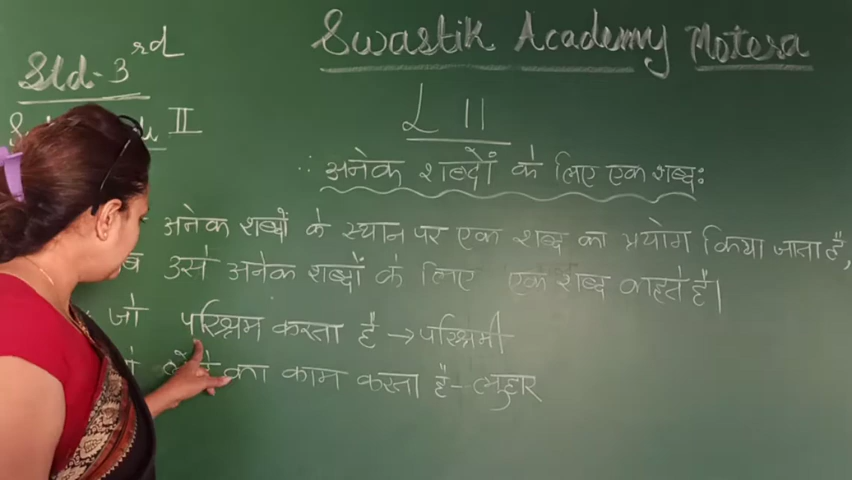 Swastik Academy Motera
Std-3rd
II
L 11
∴ अनेक शब्दों के लिए एक शब्द:
अनेक शब्दों के स्थान पर एक शब्द का प्रयोग किया जाता है,
उसे अनेक शब्दों के लिए एक शब्द कहते है।
जो परिश्रम करता है → परिश्रमी
का काम करता है - लुहार